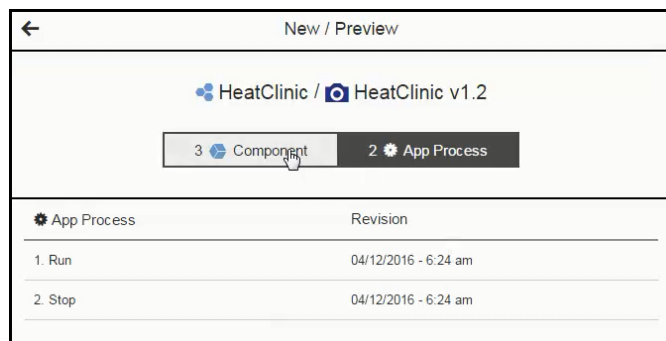 New / Preview
HeatClinic / HeatClinic v1.2
3 Component 2 App Process
App Process Revision
1. Run 04/12/2016 - 6:24 am
2. Stop 04/12/2016 - 6:24 am